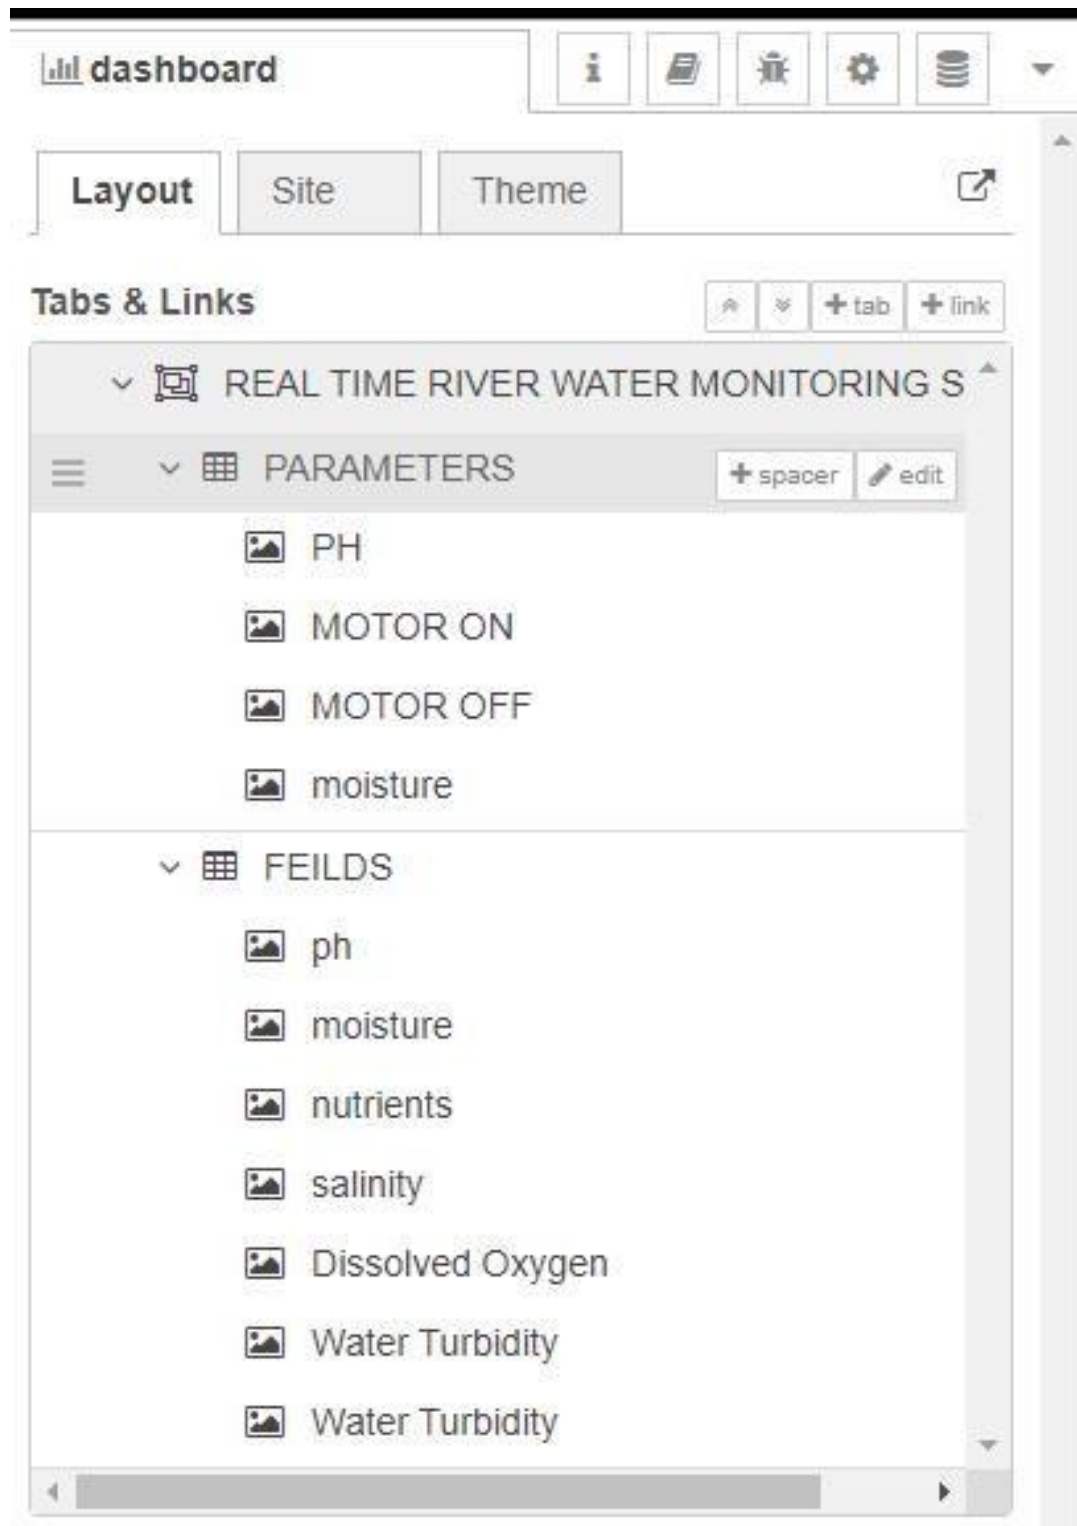 dashboard
Layout Site Theme
Tabs & Links tab link
REAL TIME RIVER WATER MONITORING S
PARAMETERS spacer edit
PH
MOTOR ON
MOTOR OFF
moisture
FEILDS
ph
moisture
nutrients
salinity
Dissolved Oxygen
Water Turbidity
Water Turbidity